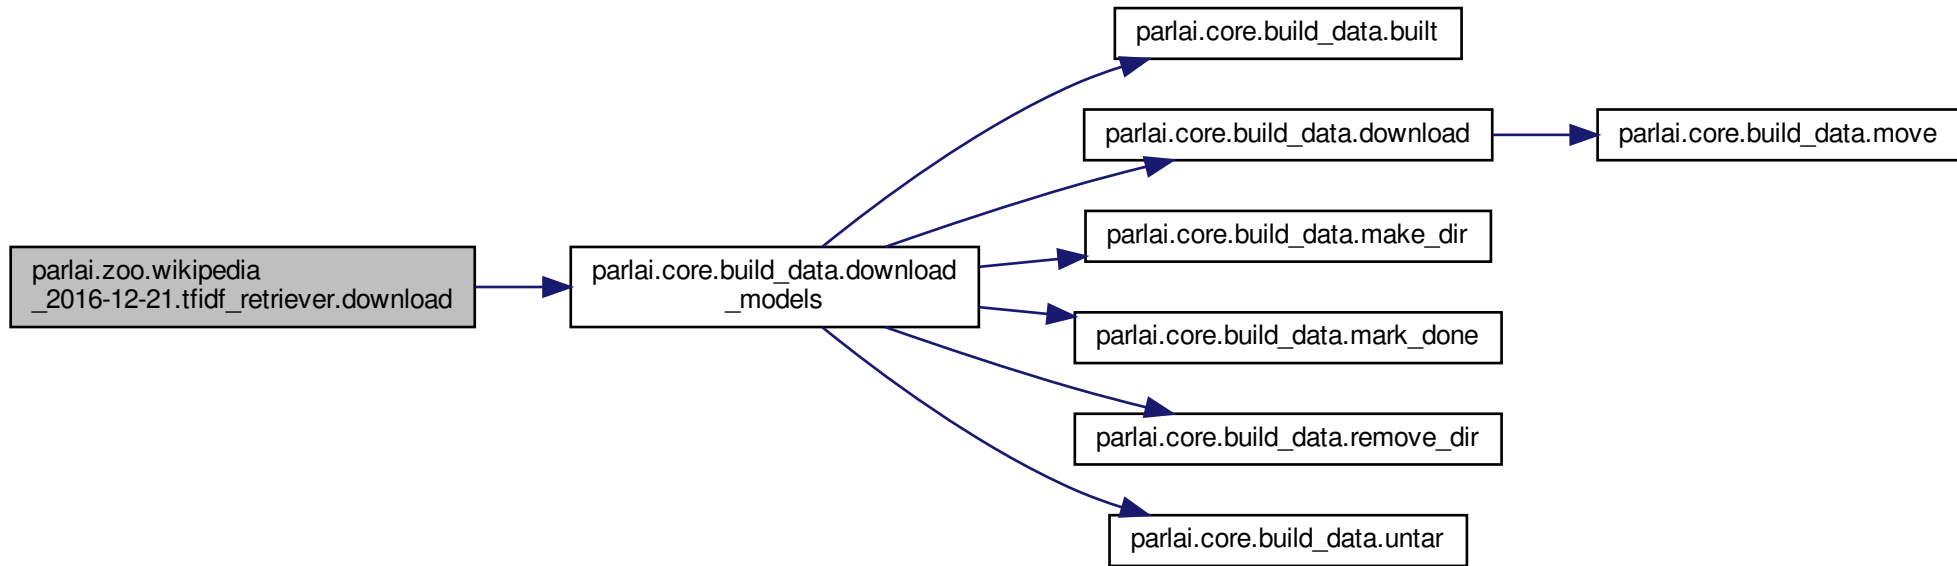 parlai.zoo.wikipedia
_2016-12-21.tfidf_retriever.download
parlai.core.build_data.download
_models
parlai.core.build_data.built
parlai.core.build_data.download
parlai.core.build_data.move
parlai.core.build_data.make_dir
parlai.core.build_data.mark_done
parlai.core.build_data.remove_dir
parlai.core.build_data.untar